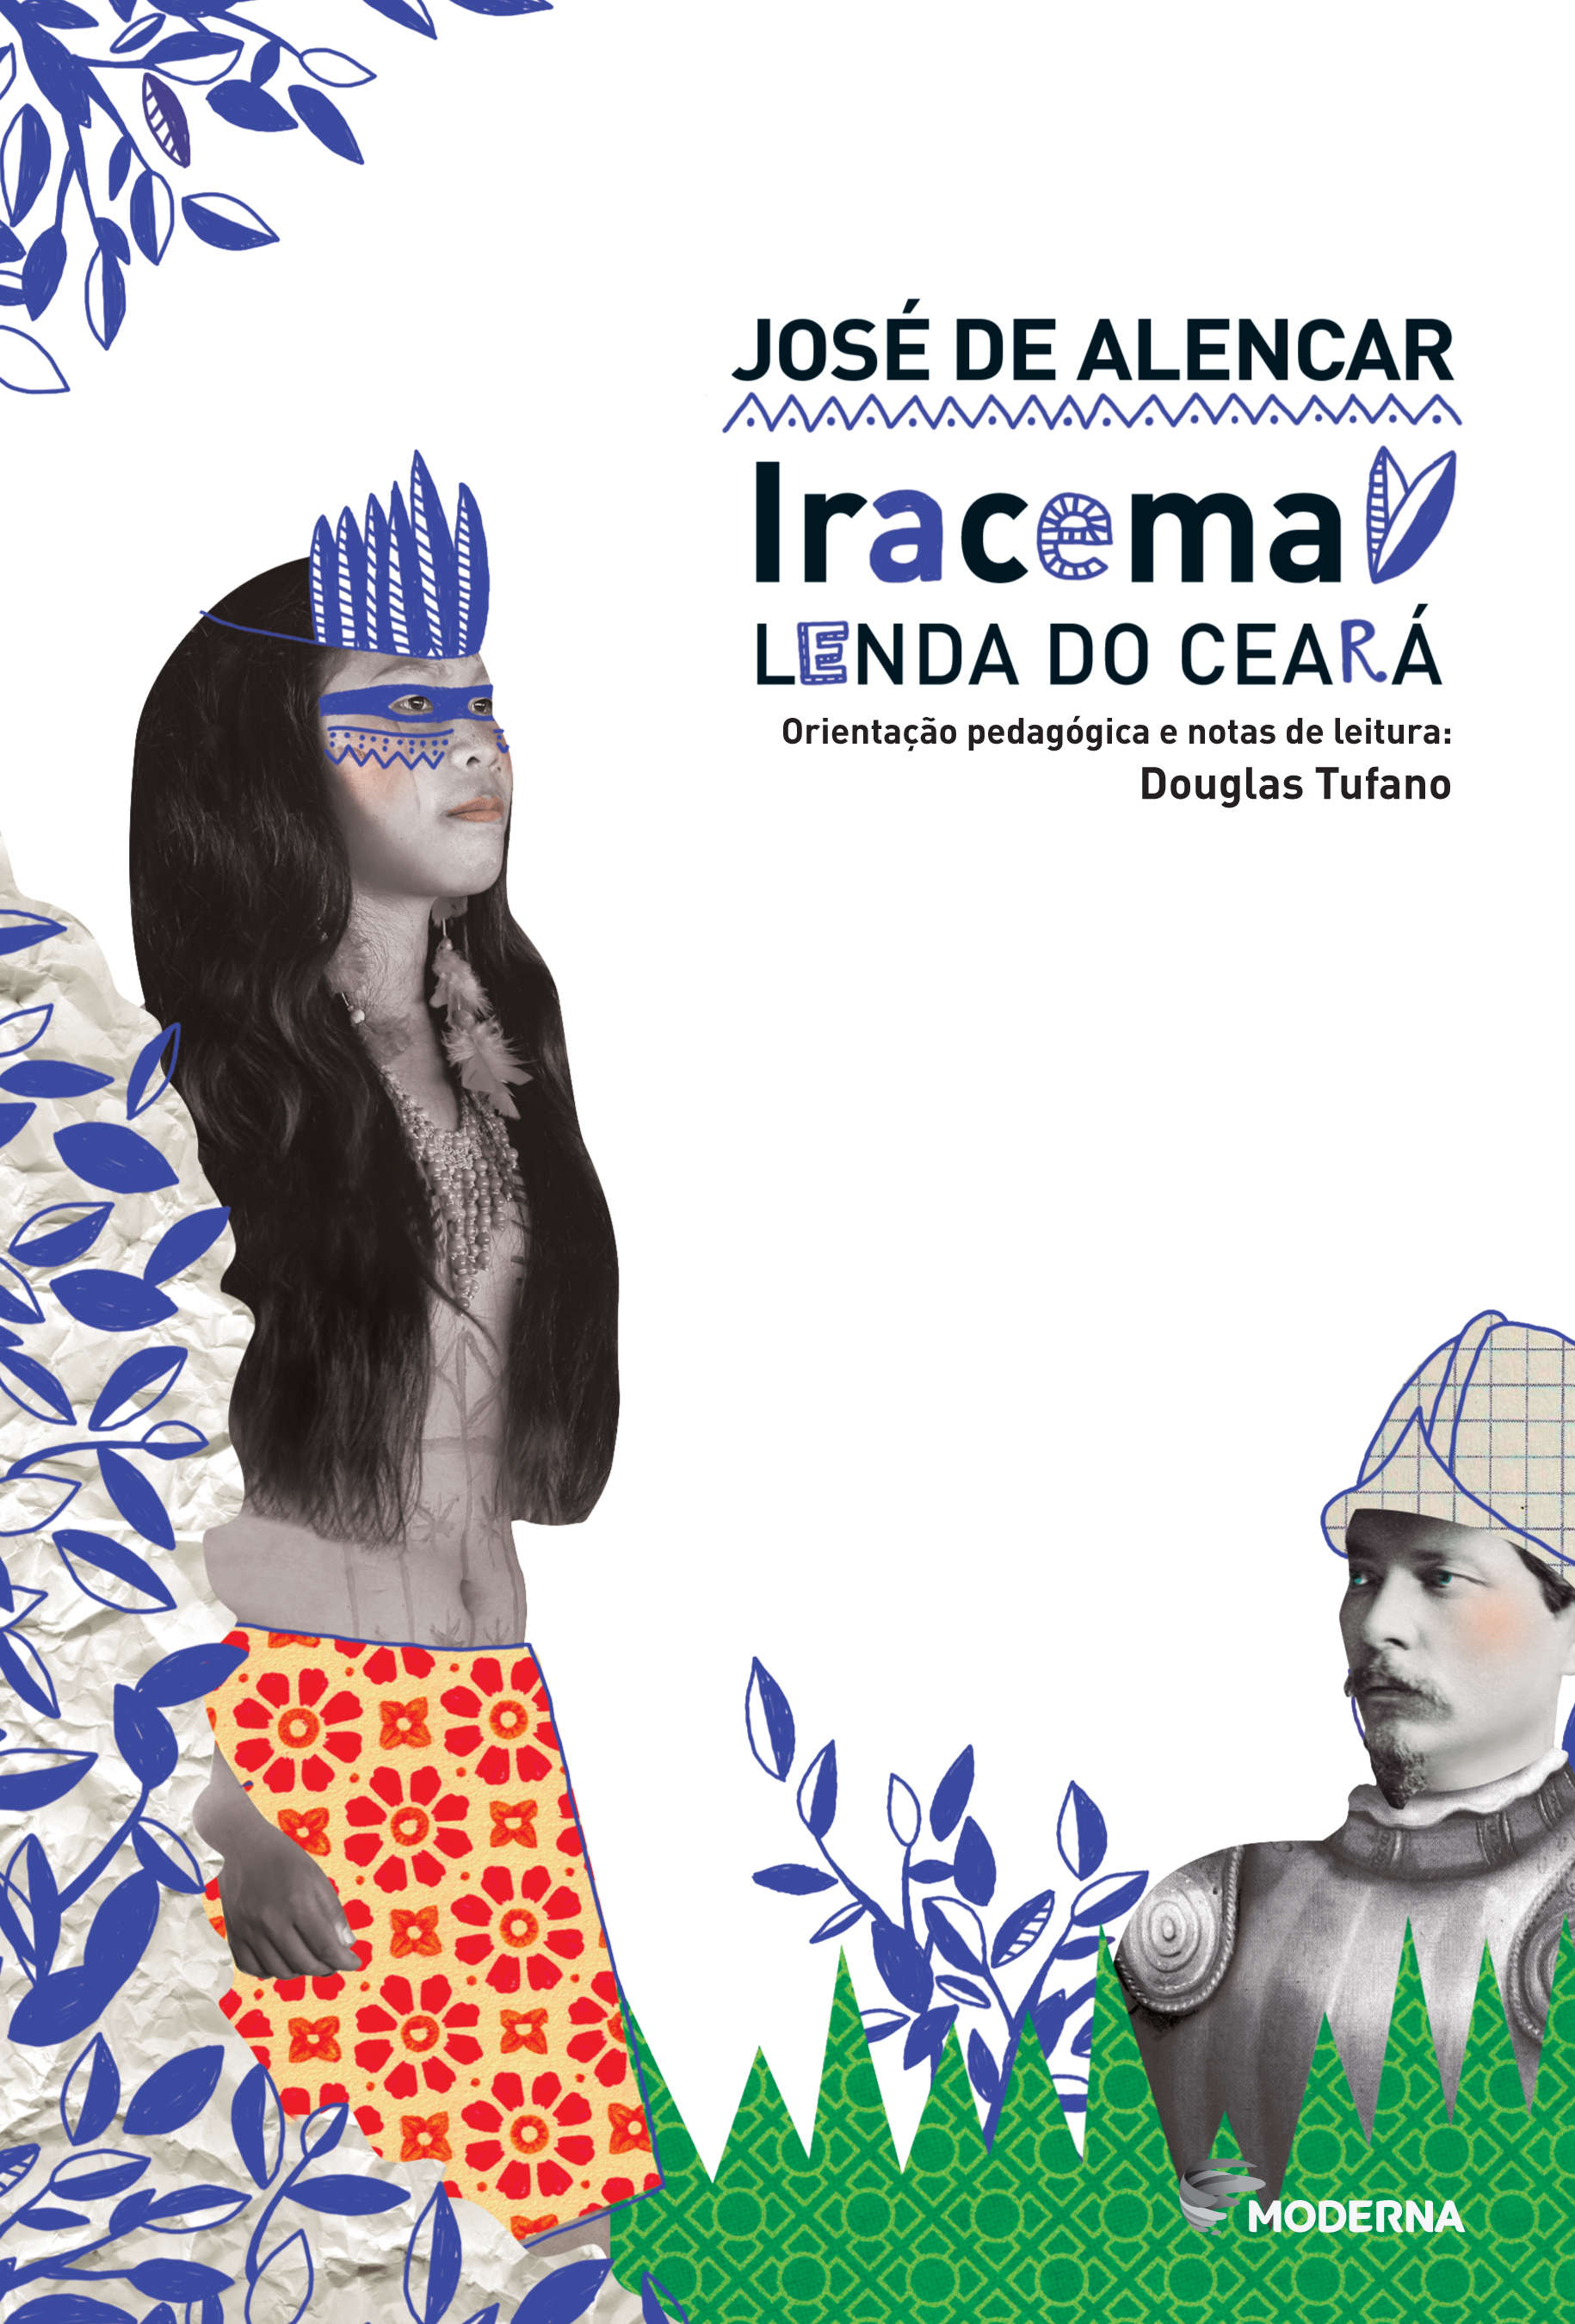 JOSÉ DE ALENCAR
Iracema
LENDA DO CEARÁ
Orientação pedagógica e notas de leitura:
Douglas Tufano
MODERNA